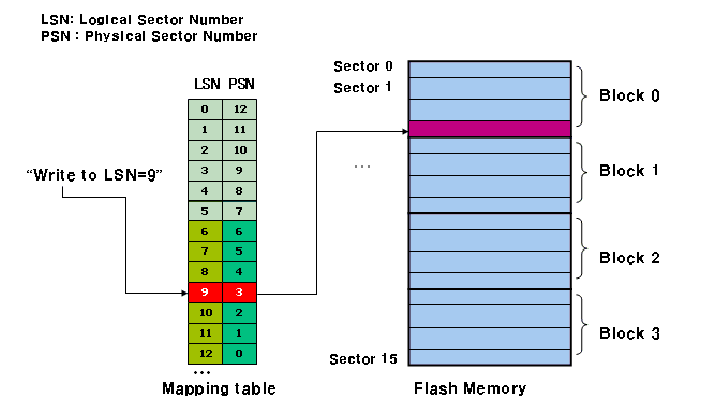 LSN: Logical Sector Number
PSN : Physical Sector Number
Sector 0
Sector 1
LSN PSN
Block 0
0 12
1 11
2 10
3 9
4 8
5 7
6 6
7 5
8 4
9 3
10 2
11 1
12 0
...
"Write to LSN=9"
...
Block 1
Block 2
Block 3
Sector 15
Mapping table
Flash Memory